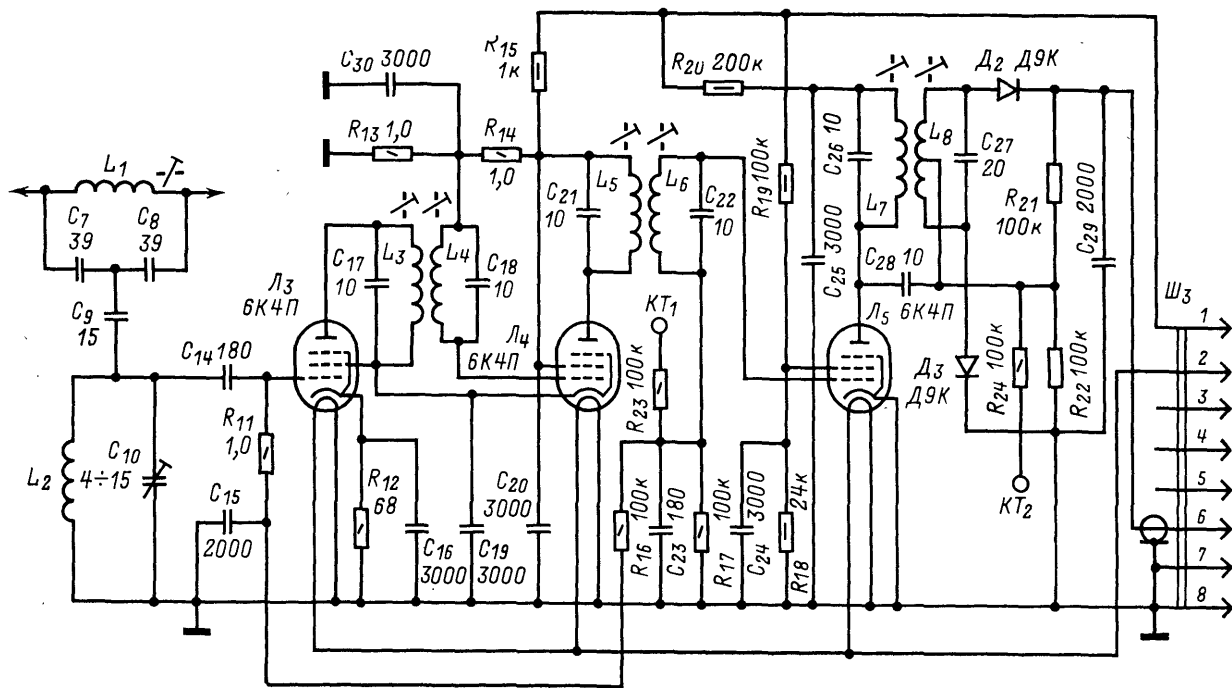 R15
1к
C30 3000
R13 1,0
R14
1,0
R20 200к
Д2 Д9К
L1
C7
39
C8
39
C9
15
C14 180
Л3
6К4П
C17
10
L3
L4
C18
10
C21
10
L5
L6
C22
10
R19 100к
C26 10
L7
L8
C27
20
R21
100к
C29 2000
C25 3000
C28 10
Л4
6К4П
КТ1
R23 100к
Л5
6К4П
Д3
Д9К
R24 100к
R22 100к
КТ2
Ш3
1
2
3
4
5
6
7
8
L2
C10
4÷15
R11
1,0
C15
2000
R12
68
C16
3000
C19
3000
C20
3000
R16 100к
C23 180
R17 100к
C24 3000
R18 24к